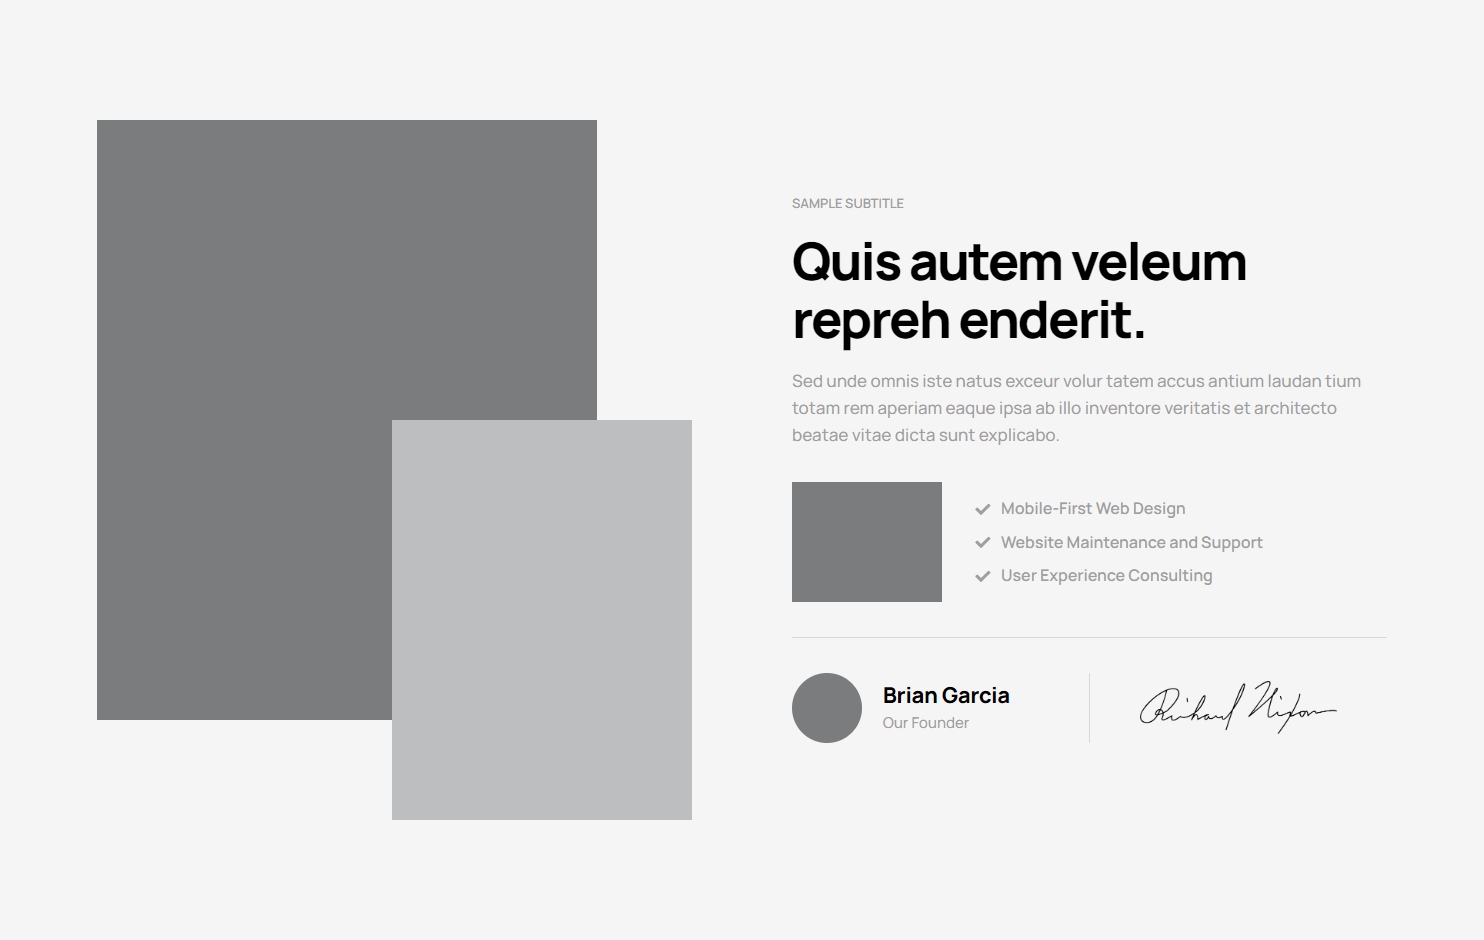 SAMPLE SUBTITLE
Quis autem veleum
repreh enderit.
Sed unde omnis iste natus exceur volur tatem accus antium laudan tium
totam rem aperiam eaque ipsa ab illo inventore veritatis et architecto
beatae vitae dicta sunt explicabo.
Mobile-First Web Design
Website Maintenance and Support
User Experience Consulting
Brian Garcia
Our Founder
Richard Nixon